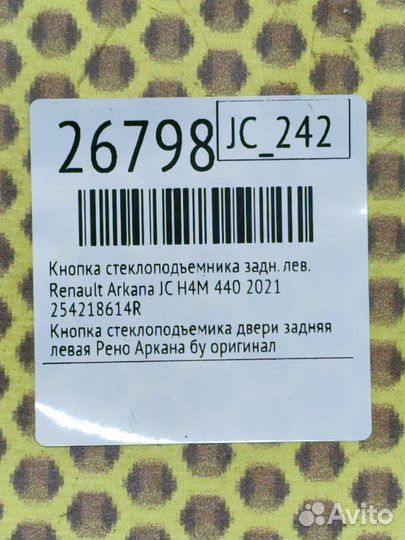 26798
JC_242
Кнопка стеклоподъемника задн. лев.
Renault Arkana JC H4M 440 2021
254218614R
Кнопка стеклоподъемика двери задняя
левая Рено Аркана бу оригинал
Avito